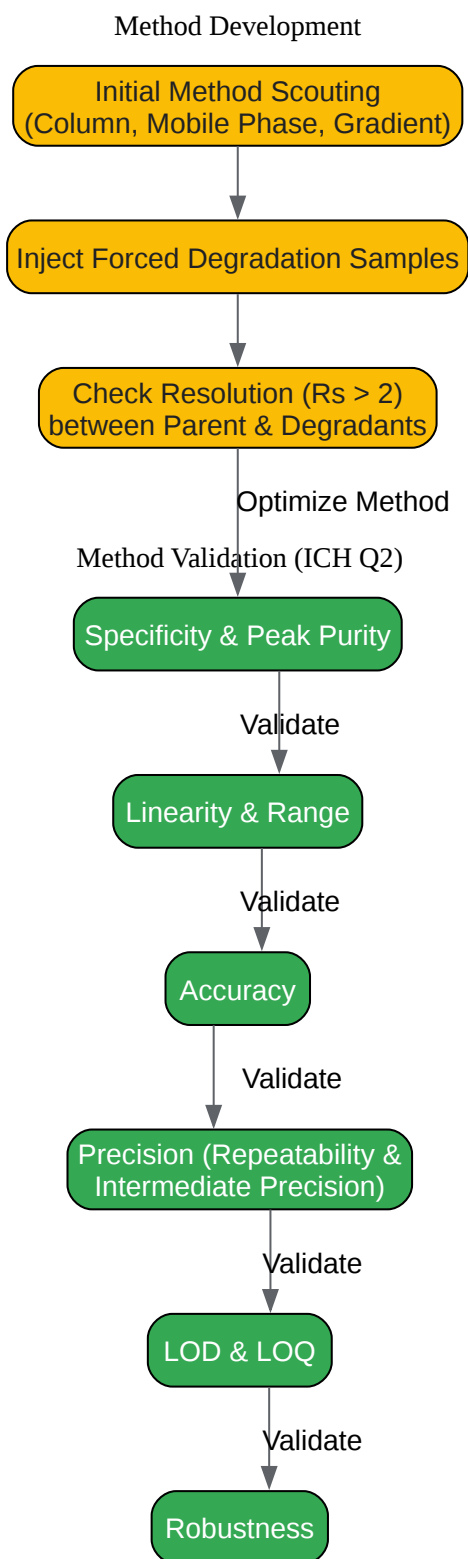 Method Development
Initial Method Scouting
(Column, Mobile Phase, Gradient)
Inject Forced Degradation Samples
Check Resolution (Rs > 2)
between Parent & Degradants
Optimize Method
Method Validation (ICH Q2)
Specificity & Peak Purity
Validate
Linearity & Range
Validate
Accuracy
Validate
Precision (Repeatability &
Intermediate Precision)
Validate
LOD & LOQ
Validate
Robustness